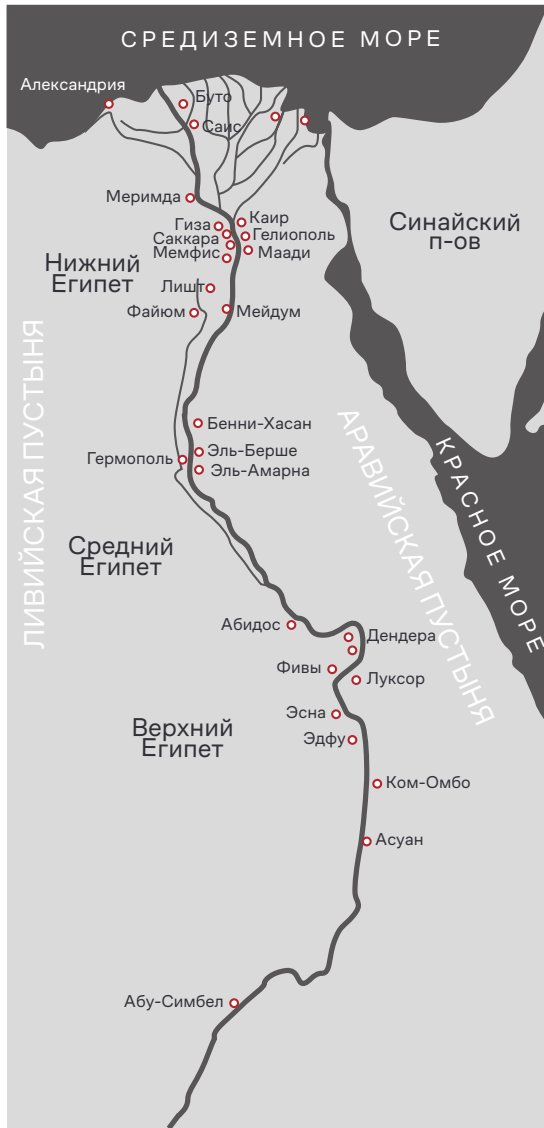 СРЕДИЗЕМНОЕ МОРЕ
Александрия
Буто
Саис
Меримда
Гиза
Каир
Саккара
Гелиополь
Мемфис
Маади
Синайский
п-ов
Нижний
Египет
Лишт
Файюм
Мейдум
ЛИВИЙСКАЯ ПУСТЫНЯ
Бенни-Хасан
Эль-Берше
Гермополь
Эль-Амарна
АРАВИЙСКАЯ ПУСТЫНЯ
КРАСНОЕ МОРЕ
Средний
Египет
Абидос
Дендера
Фивы
Луксор
Верхний
Египет
Эсна
Эдфу
Ком-Омбо
Асуан
Абу-Симбел